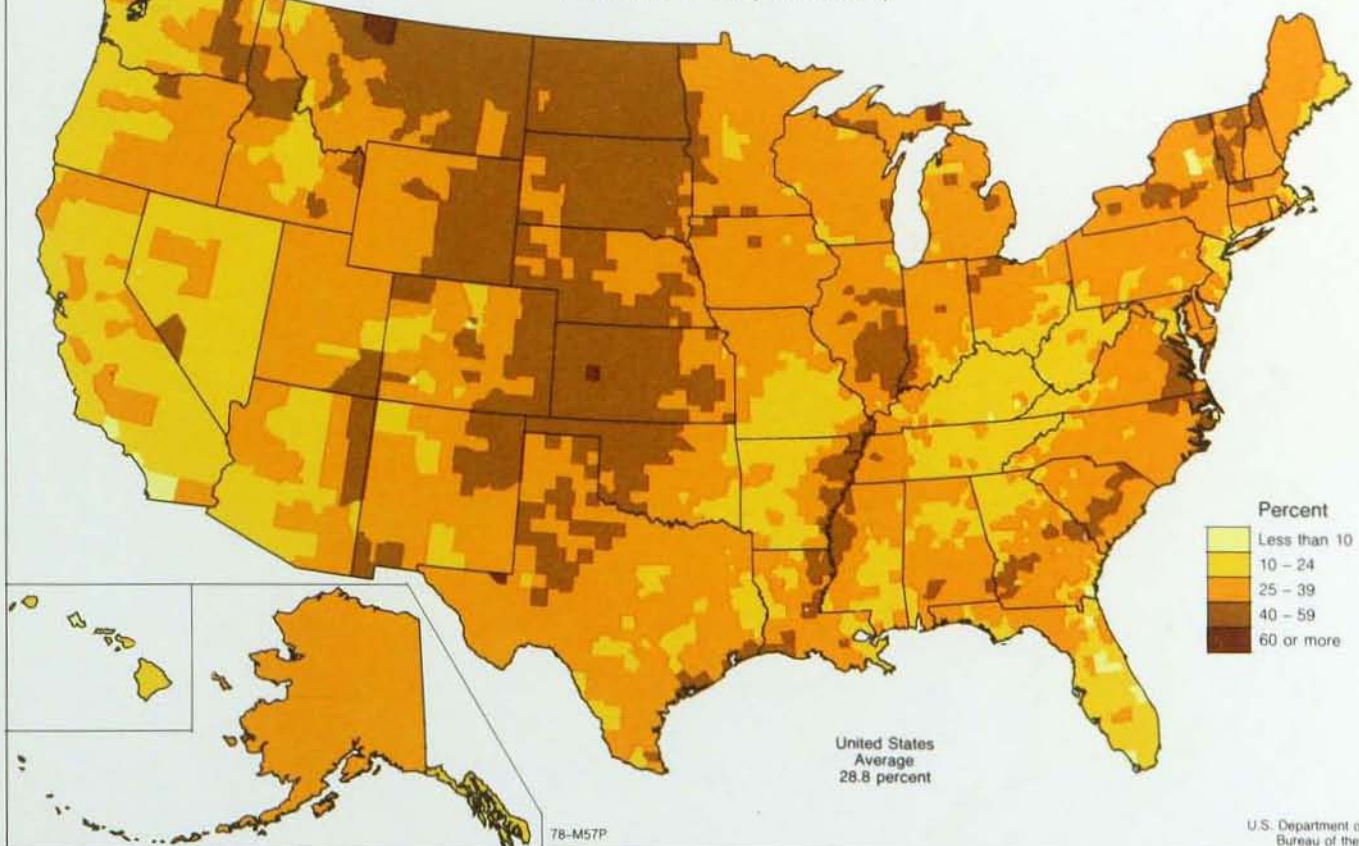 Percent
Less than 10
10 – 24
25 – 39
40 – 59
60 or more
United States
Average
28.8 percent
78–M57P
U.S. Department o
Bureau of the